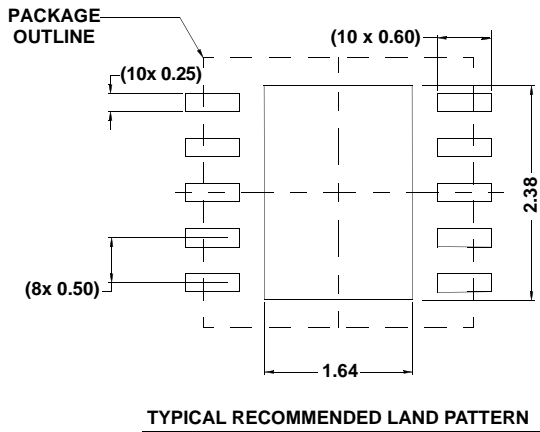 PACKAGE
OUTLINE
(10 x 0.60)
(10x 0.25)
2.38
(8x 0.50)
1.64
TYPICAL RECOMMENDED LAND PATTERN